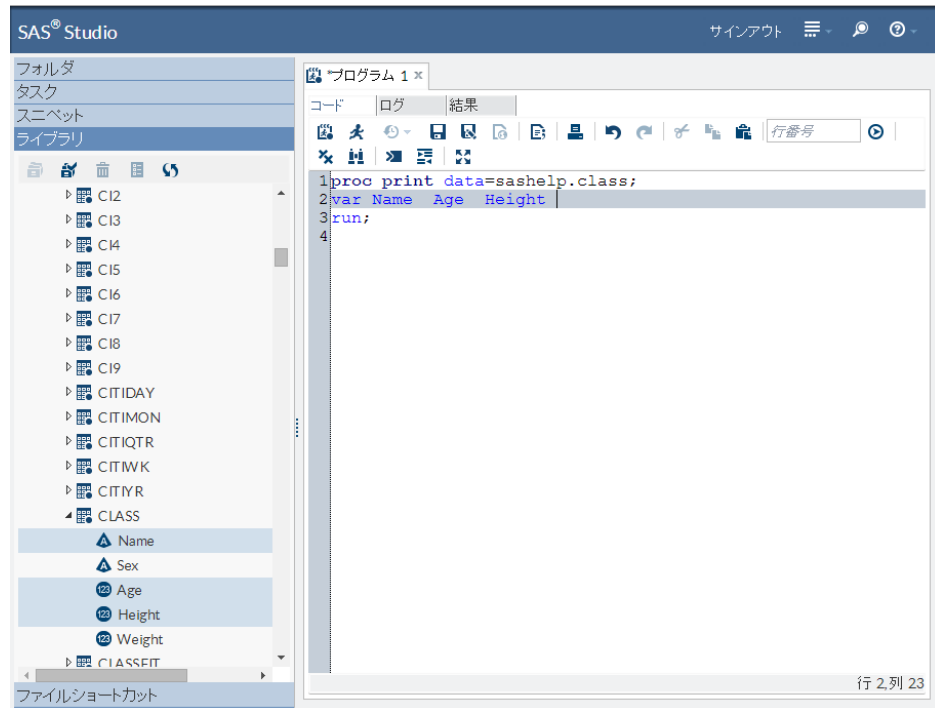 SAS® Studio
サインアウト
フォルダ
タスク
スニペット
ライブラリ
CI2
CI3
CI4
CI5
CI6
CI7
CI8
CI9
CITIDAY
CITIMON
CITIQTR
CITIWK
CITIYR
CLASS
Name
Sex
Age
Height
Weight
CLASSFIT
ファイルショートカット
*プログラム 1 ×
コード ログ 結果
行番号
1 proc print data=sashelp.class;
2 var Name Age Height
3 run;
4
行 2,列 23